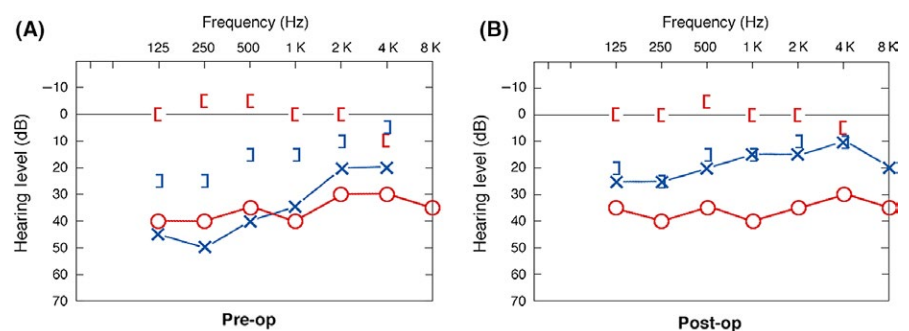 (A)
Frequency (Hz)
125 250 500 1 K 2 K 4 K 8 K
Hearing level (dB)
−10
0
10
20
30
40
50
60
70
Pre-op
(B)
Frequency (Hz)
125 250 500 1 K 2 K 4 K 8 K
Hearing level (dB)
−10
0
10
20
30
40
50
60
70
Post-op